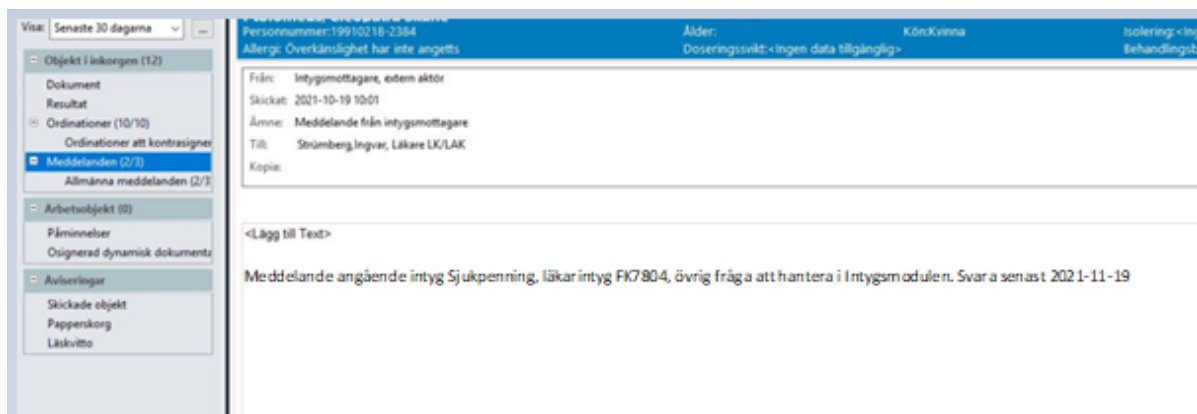 Visa: Senaste 30 dagarna ...
Objekt i inkorgen (12)
Dokument
Resultat
Ordinationer (10/10)
Ordinationer att kontrasigner
Meddelanden (2/3)
Allmänna meddelanden (2/3
Arbetsobjekt (0)
Påminnelser
Osignerad dynamisk dokumenta
Aviseringar
Skickade objekt
Papperskorg
Läskvitto
Ptolomeus, Cleopatra Skåne
Personnummer:19910218-2384 Ålder: Kön:Kvinna Isolering:<Ing
Allergi: Överkänslighet har inte angetts Doseringssvikt:<Ingen data tillgänglig> Behandlingsb
Från: Intygsmottagare, extern aktör
Skickat: 2021-10-19 10:01
Ämne: Meddelande från intygsmottagare
Till: Strümberg,Ingvar, Läkare LK/LAK
Kopia:
<Lägg till Text>
Meddelande angående intyg Sjukpenning, läkarintyg FK7804, övrig fråga att hantera i Intygsmodulen. Svara senast 2021-11-19